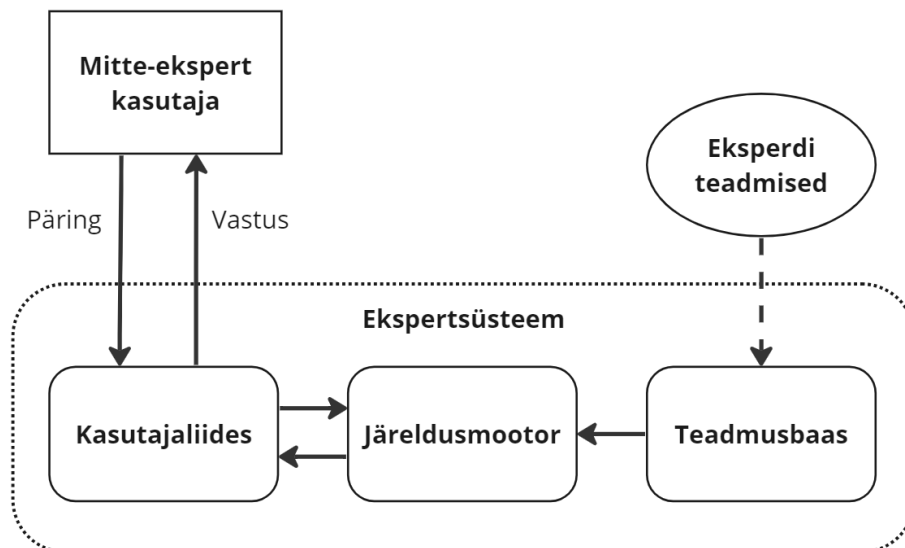 Mitte-ekspert
kasutaja
Eksperdi
teadmised
Päring
Vastus
Ekspertsüsteem
Kasutajaliides
Järeldusmootor
Teadmusbaas